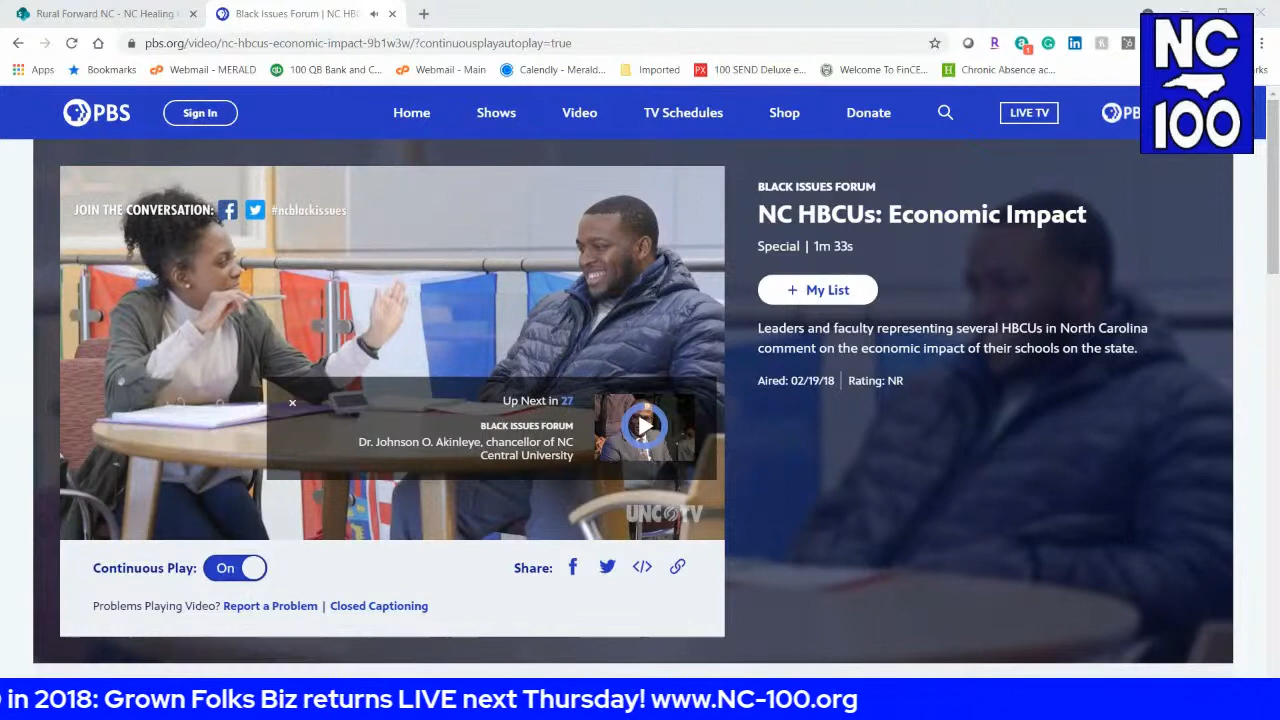 Rural Forward NC - NC Healing
Black Issues Forum | NC HBC
pbs.org/video/nc-hbcus-economic-impact-9b1w3w/?continuousplayautoplay=true
1
Apps
Bookmarks
Webmail - MERALD
100 QB Bank and C...
Webmail - Main
Calendly - Merald...
Imported
100 SEND Deluxe e...
Welcome To FinCE...
Chronic Absence ac...
NC
100
PBS
Sign In
Home
Shows
Video
TV Schedules
Shop
Donate
LIVE TV
PB
JOIN THE CONVERSATION:
#ncblackissues
BLACK ISSUES FORUM
NC HBCUs: Economic Impact
Special | 1m 33s
+ My List
Leaders and faculty representing several HBCUs in North Carolina
comment on the economic impact of their schools on the state.
Aired: 02/19/18 | Rating: NR
Up Next in 27
BLACK ISSUES FORUM
Dr. Johnson O. Akinleye, chancellor of NC
Central University
UNC TV
Continuous Play: On
Share:
Problems Playing Video? Report a Problem | Closed Captioning
in 2018: Grown Folks Biz returns LIVE next Thursday! www.NC-100.org